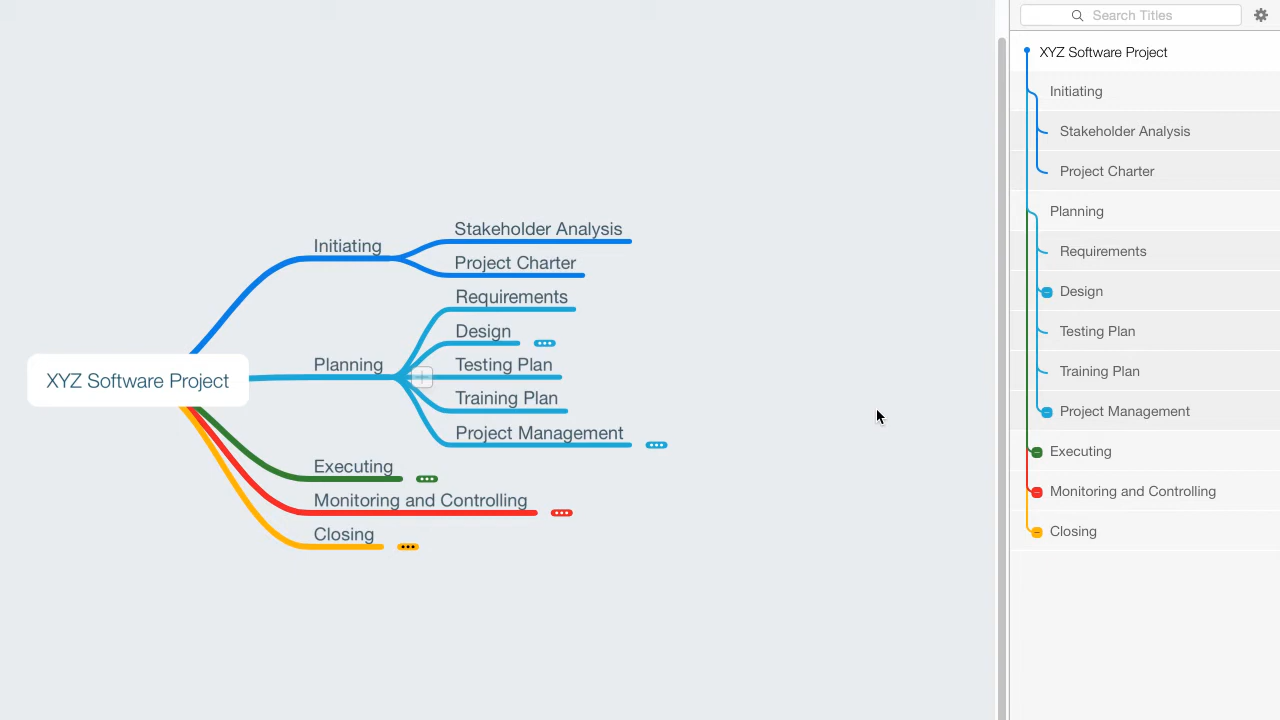 Search Titles
XYZ Software Project
Initiating
Stakeholder Analysis
Project Charter
Planning
Requirements
Design
Testing Plan
Training Plan
Project Management
Executing
Monitoring and Controlling
Closing
XYZ Software Project
Initiating
Stakeholder Analysis
Project Charter
Planning
Requirements
Design
Testing Plan
Training Plan
Project Management
Executing
Monitoring and Controlling
Closing